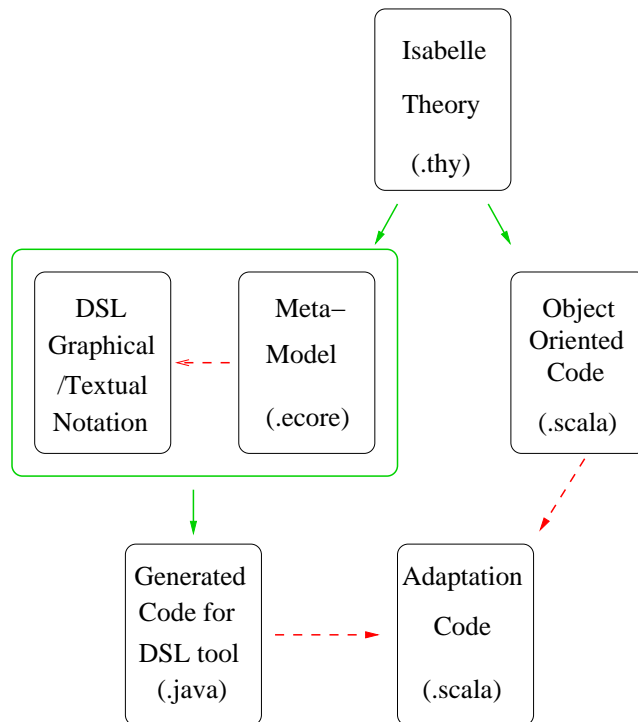 Isabelle
Theory
(.thy)
DSL
Graphical
/Textual
Notation
Meta−
Model
(.ecore)
Object
Oriented
Code
(.scala)
Generated
Code for
DSL tool
(.java)
Adaptation
Code
(.scala)